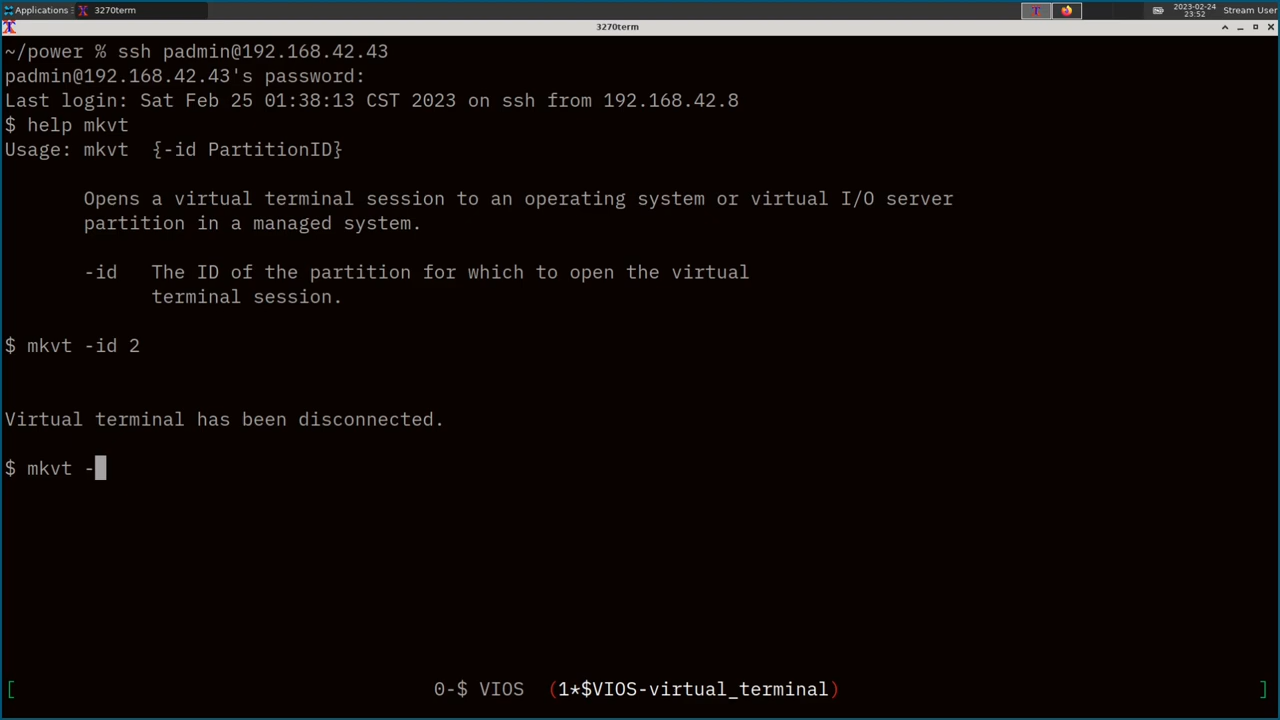 Applications
3270term
2023-02-24
23:52
Stream User
3270term
~/power % ssh padmin@192.168.42.43
padmin@192.168.42.43's password:
Last login: Sat Feb 25 01:38:13 CST 2023 on ssh from 192.168.42.8
$ help mkvt
Usage: mkvt  {-id PartitionID}
Opens a virtual terminal session to an operating system or virtual I/O server
partition in a managed system.
-id   The ID of the partition for which to open the virtual
terminal session.
$ mkvt -id 2
Virtual terminal has been disconnected.
$ mkvt -
[ 0-$ VIOS  (1*$VIOS-virtual_terminal) ]